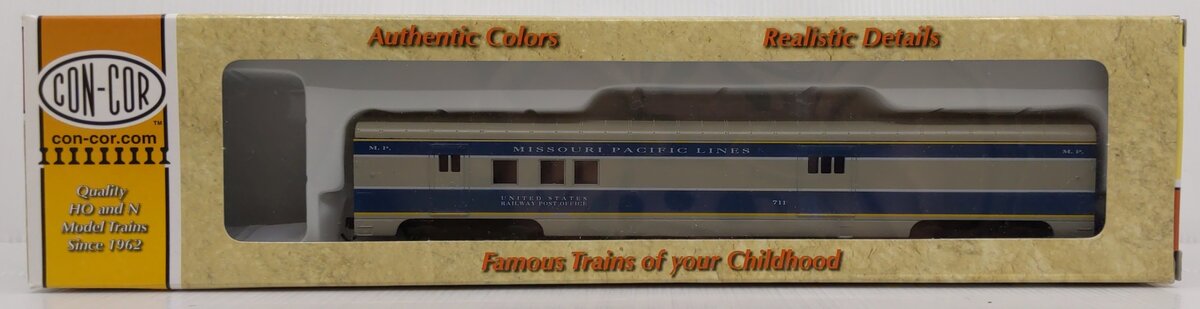 Authentic Colors
Realistic Details
CON-COR
TM
con-cor.com
Quality
HO and N
Model Trains
Since 1962
M. P.
MISSOURI PACIFIC LINES
M. P.
UNITED STATES
RAILWAY POST OFFICE
711
Famous Trains of your Childhood